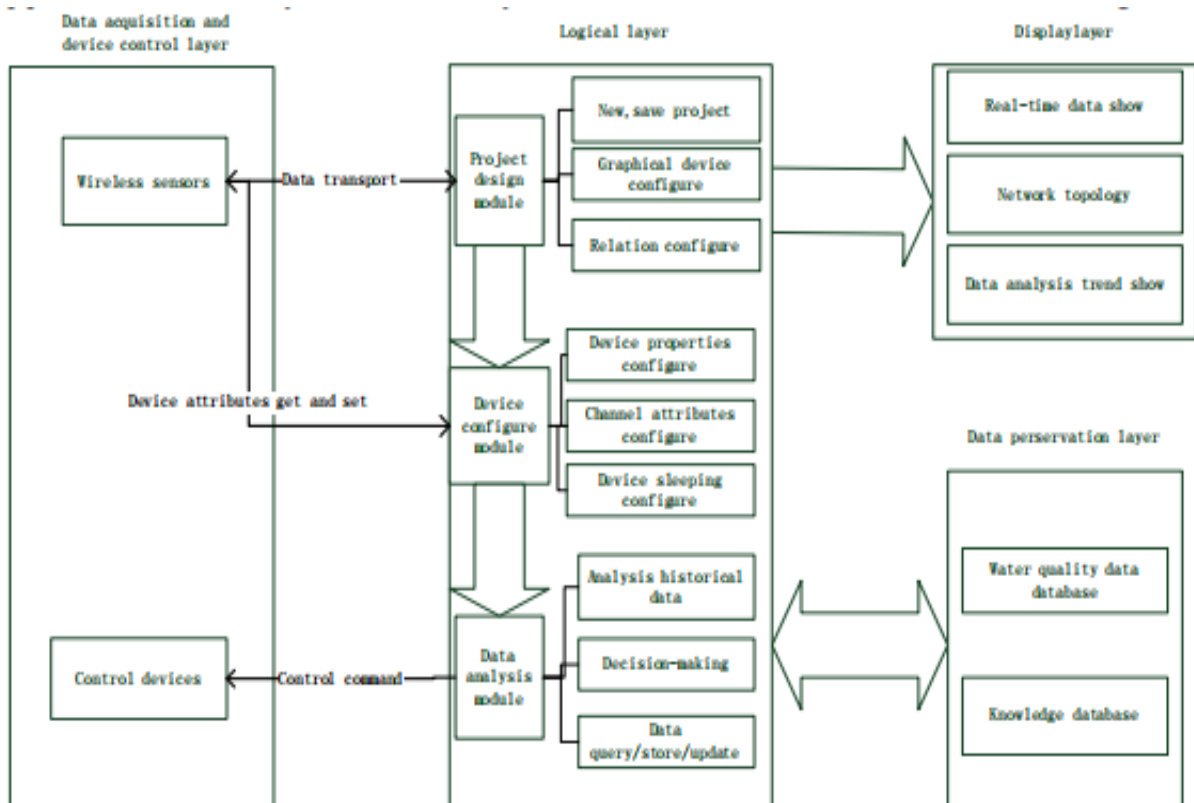 Data acquisition and
device control layer
Logical layer
Displaylayer
Wireless sensors
Data transport
Project
design
module
New,save project
Graphical device
configure
Relation configure
Real-time data show
Network topology
Data analysis trend show
Device attributes get and set
Device
configure
module
Device properties
configure
Channel attributes
configure
Device sleeping
configure
Data perservation layer
Control devices
Control command
Data
analysis
module
Analysis historical
data
Decision-making
Data
query/store/update
Water quality data
database
Knowledge database